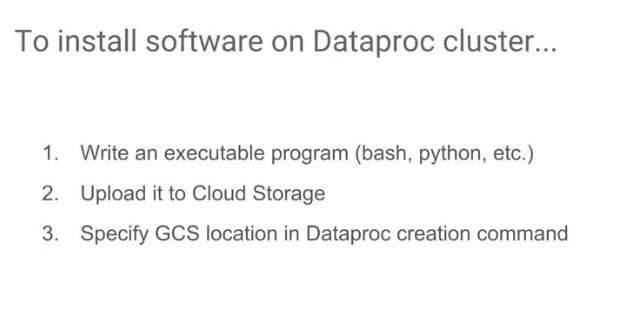 To install software on Dataproc cluster...
1. Write an executable program (bash, python, etc.)
2. Upload it to Cloud Storage
3. Specify GCS location in Dataproc creation command